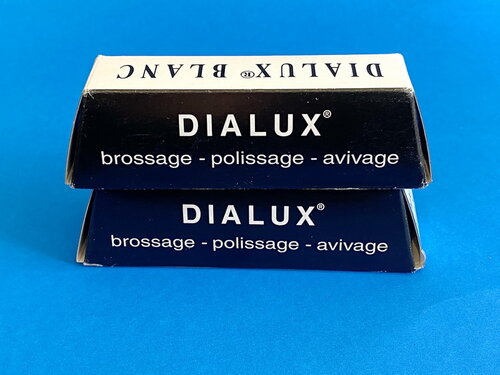 DIALUX® BLANC
DIALUX®
brossage - polissage - avivage
DIALUX®
brossage - polissage - avivage